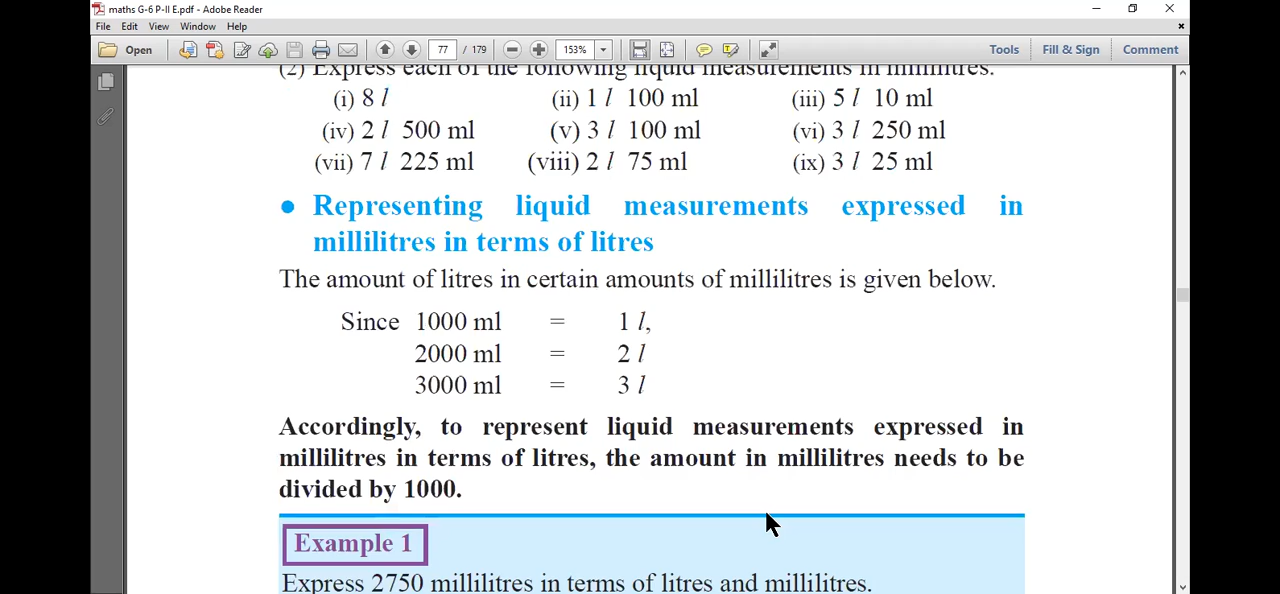 maths G-6 P-II E.pdf - Adobe Reader
File Edit View Window Help
Open 77 / 179 153% Tools Fill & Sign Comment
(2) Express each of the following liquid measurements in millilitres.
(i) 8 l (ii) 1 l 100 ml (iii) 5 l 10 ml
(iv) 2 l 500 ml (v) 3 l 100 ml (vi) 3 l 250 ml
(vii) 7 l 225 ml (viii) 2 l 75 ml (ix) 3 l 25 ml
• Representing liquid measurements expressed in
millilitres in terms of litres
The amount of litres in certain amounts of millilitres is given below.
Since 1000 ml = 1 l,
2000 ml = 2 l
3000 ml = 3 l
Accordingly, to represent liquid measurements expressed in
millilitres in terms of litres, the amount in millilitres needs to be
divided by 1000.
Example 1
Express 2750 millilitres in terms of litres and millilitres.